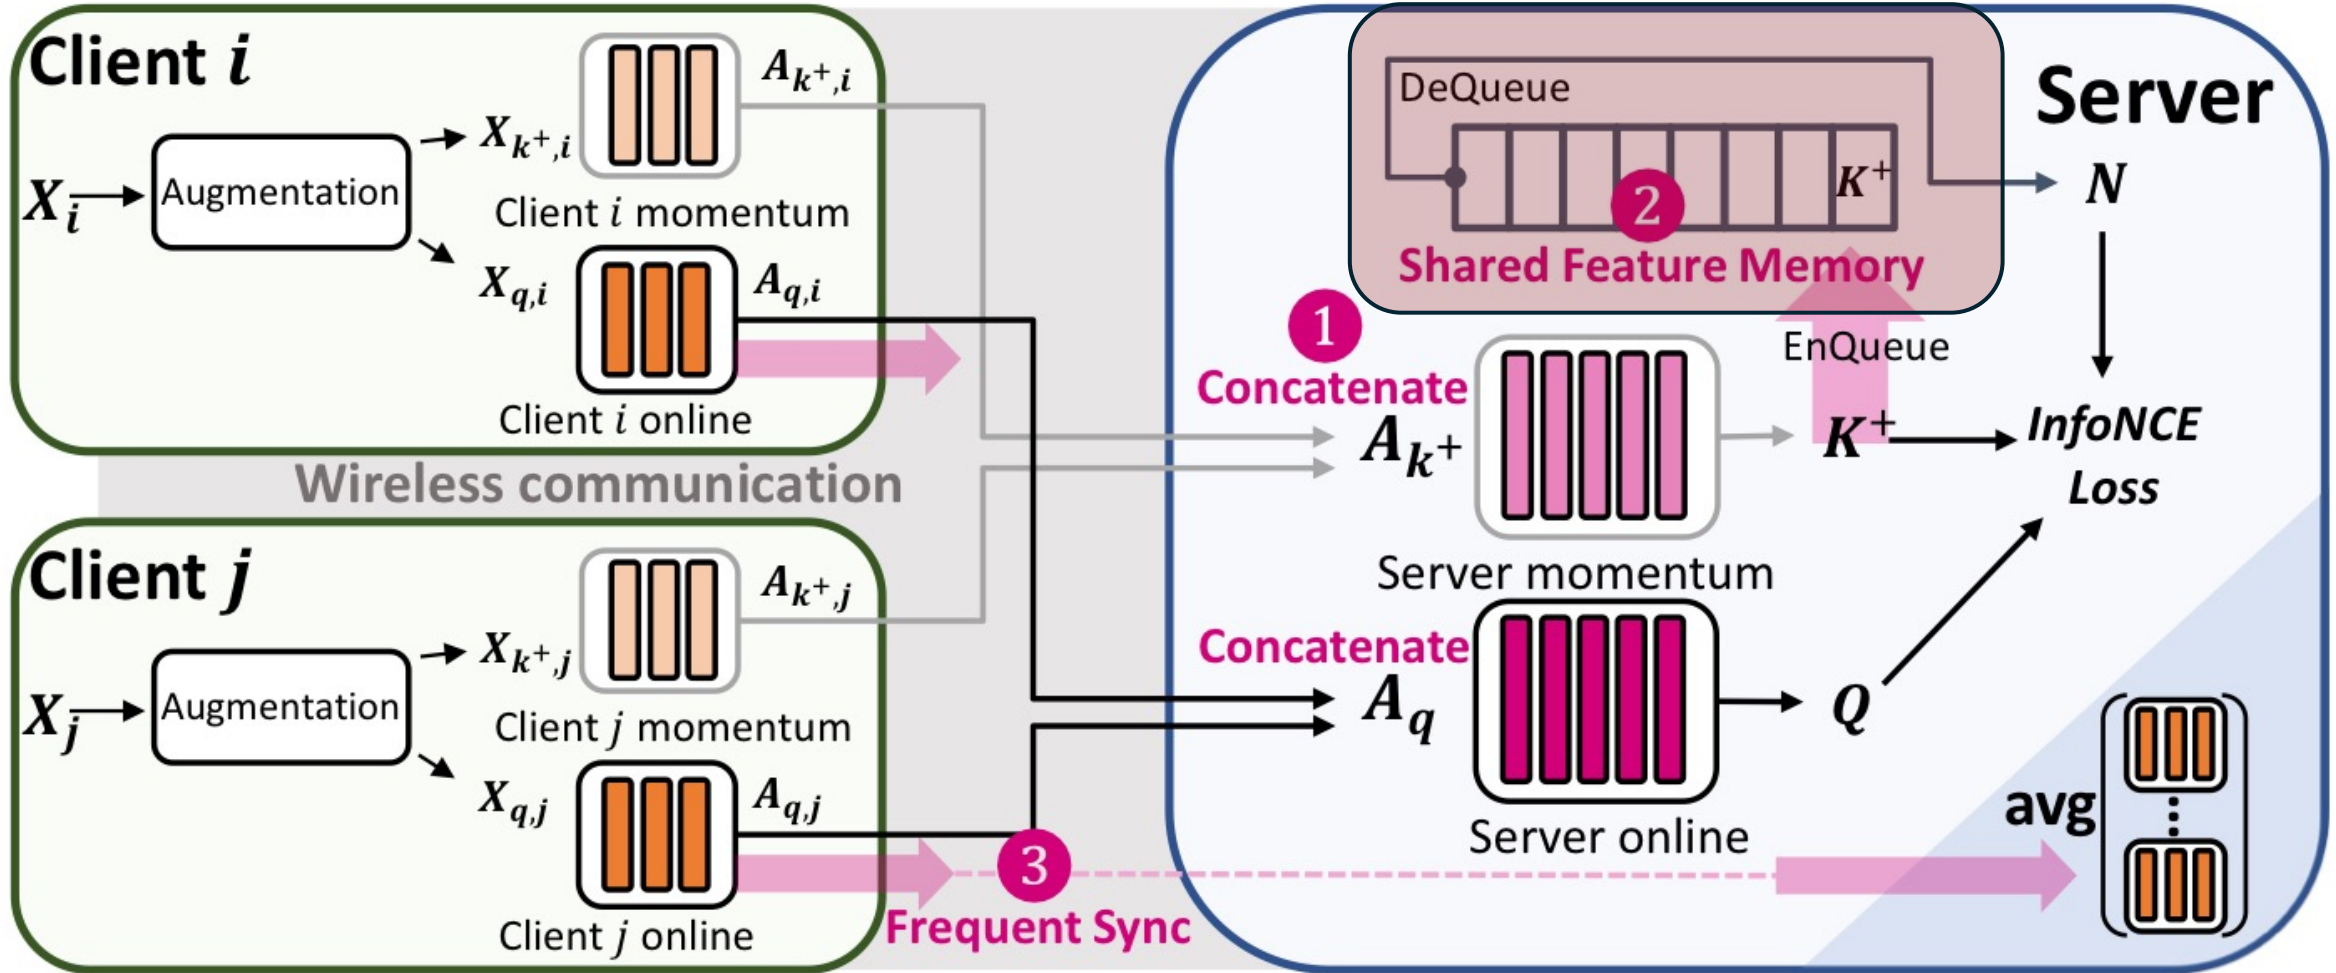 Client i
X_i
Augmentation
X_{k^+,i}
X_{q,i}
A_{k^+,i}
Client i momentum
A_{q,i}
Client i online
Wireless communication
Client j
X_j
Augmentation
X_{k^+,j}
X_{q,j}
A_{k^+,j}
Client j momentum
A_{q,j}
Client j online
3
Frequent Sync
Server
DeQueue
K^+
2
Shared Feature Memory
N
1
Concatenate
A_{k^+}
EnQueue
K^+
InfoNCE
Loss
Server momentum
Concatenate
A_q
Q
Server online
avg